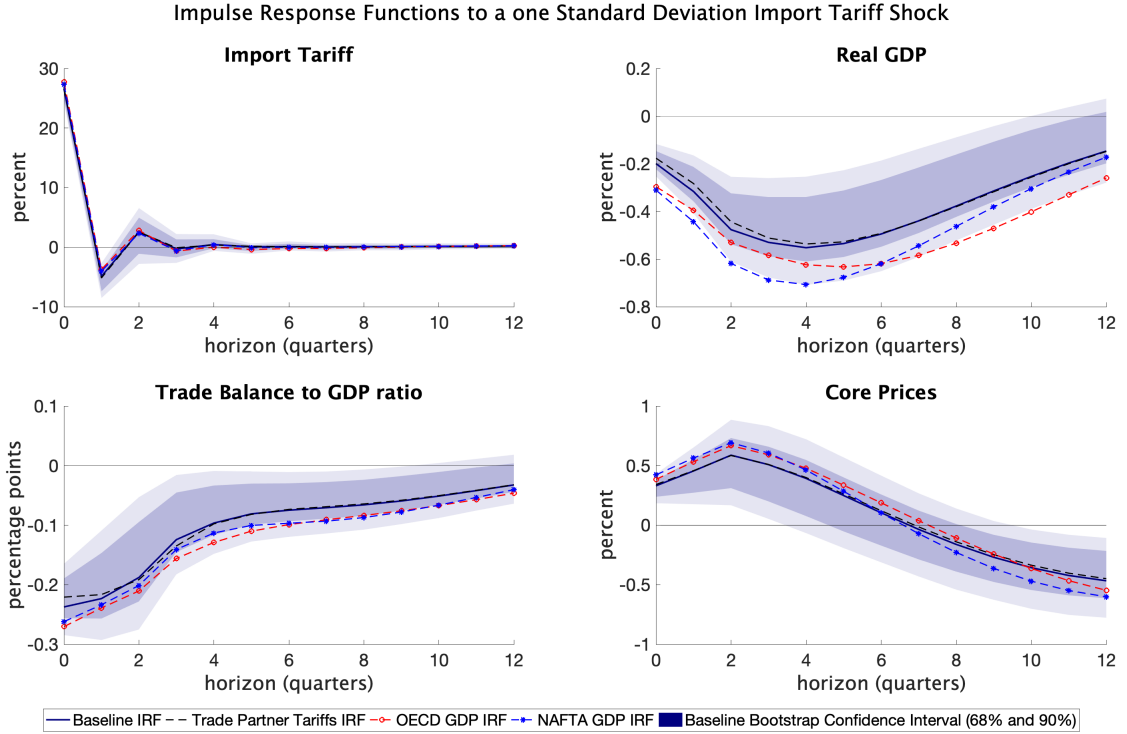 Impulse Response Functions to a one Standard Deviation Import Tariff Shock
Import Tariff
percent
30
20
10
0
-10
0 2 4 6 8 10 12
horizon (quarters)
Real GDP
percent
0.2
0
-0.2
-0.4
-0.6
-0.8
0 2 4 6 8 10 12
horizon (quarters)
Trade Balance to GDP ratio
percentage points
0.1
0
-0.1
-0.2
-0.3
0 2 4 6 8 10 12
horizon (quarters)
Core Prices
percent
1
0.5
0
-0.5
-1
0 2 4 6 8 10 12
horizon (quarters)
Baseline IRF Trade Partner Tariffs IRF OECD GDP IRF NAFTA GDP IRF Baseline Bootstrap Confidence Interval (68% and 90%)